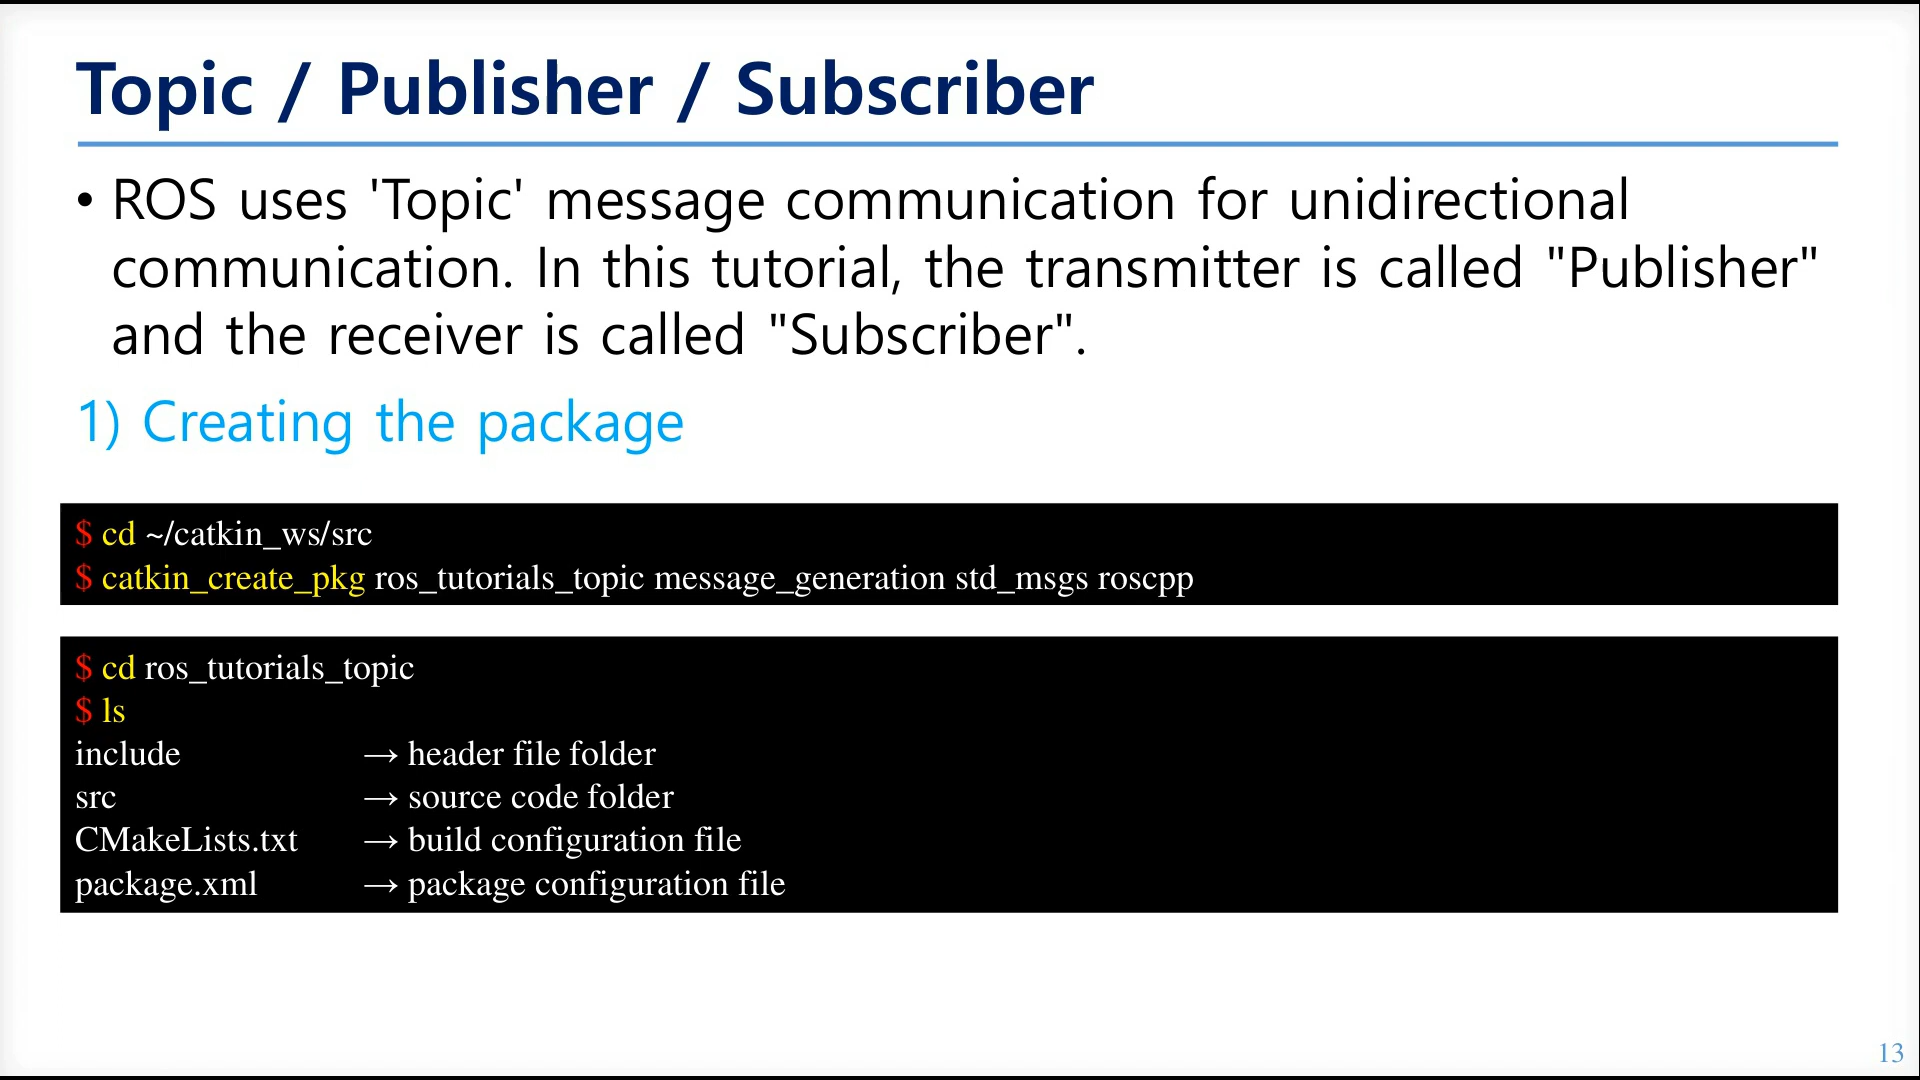 Topic / Publisher / Subscriber
• ROS uses 'Topic' message communication for unidirectional
communication. In this tutorial, the transmitter is called "Publisher"
and the receiver is called "Subscriber".
1) Creating the package
$ cd ~/catkin_ws/src
$ catkin_create_pkg ros_tutorials_topic message_generation std_msgs roscpp
$ cd ros_tutorials_topic
$ ls
include → header file folder
src → source code folder
CMakeLists.txt → build configuration file
package.xml → package configuration file
13